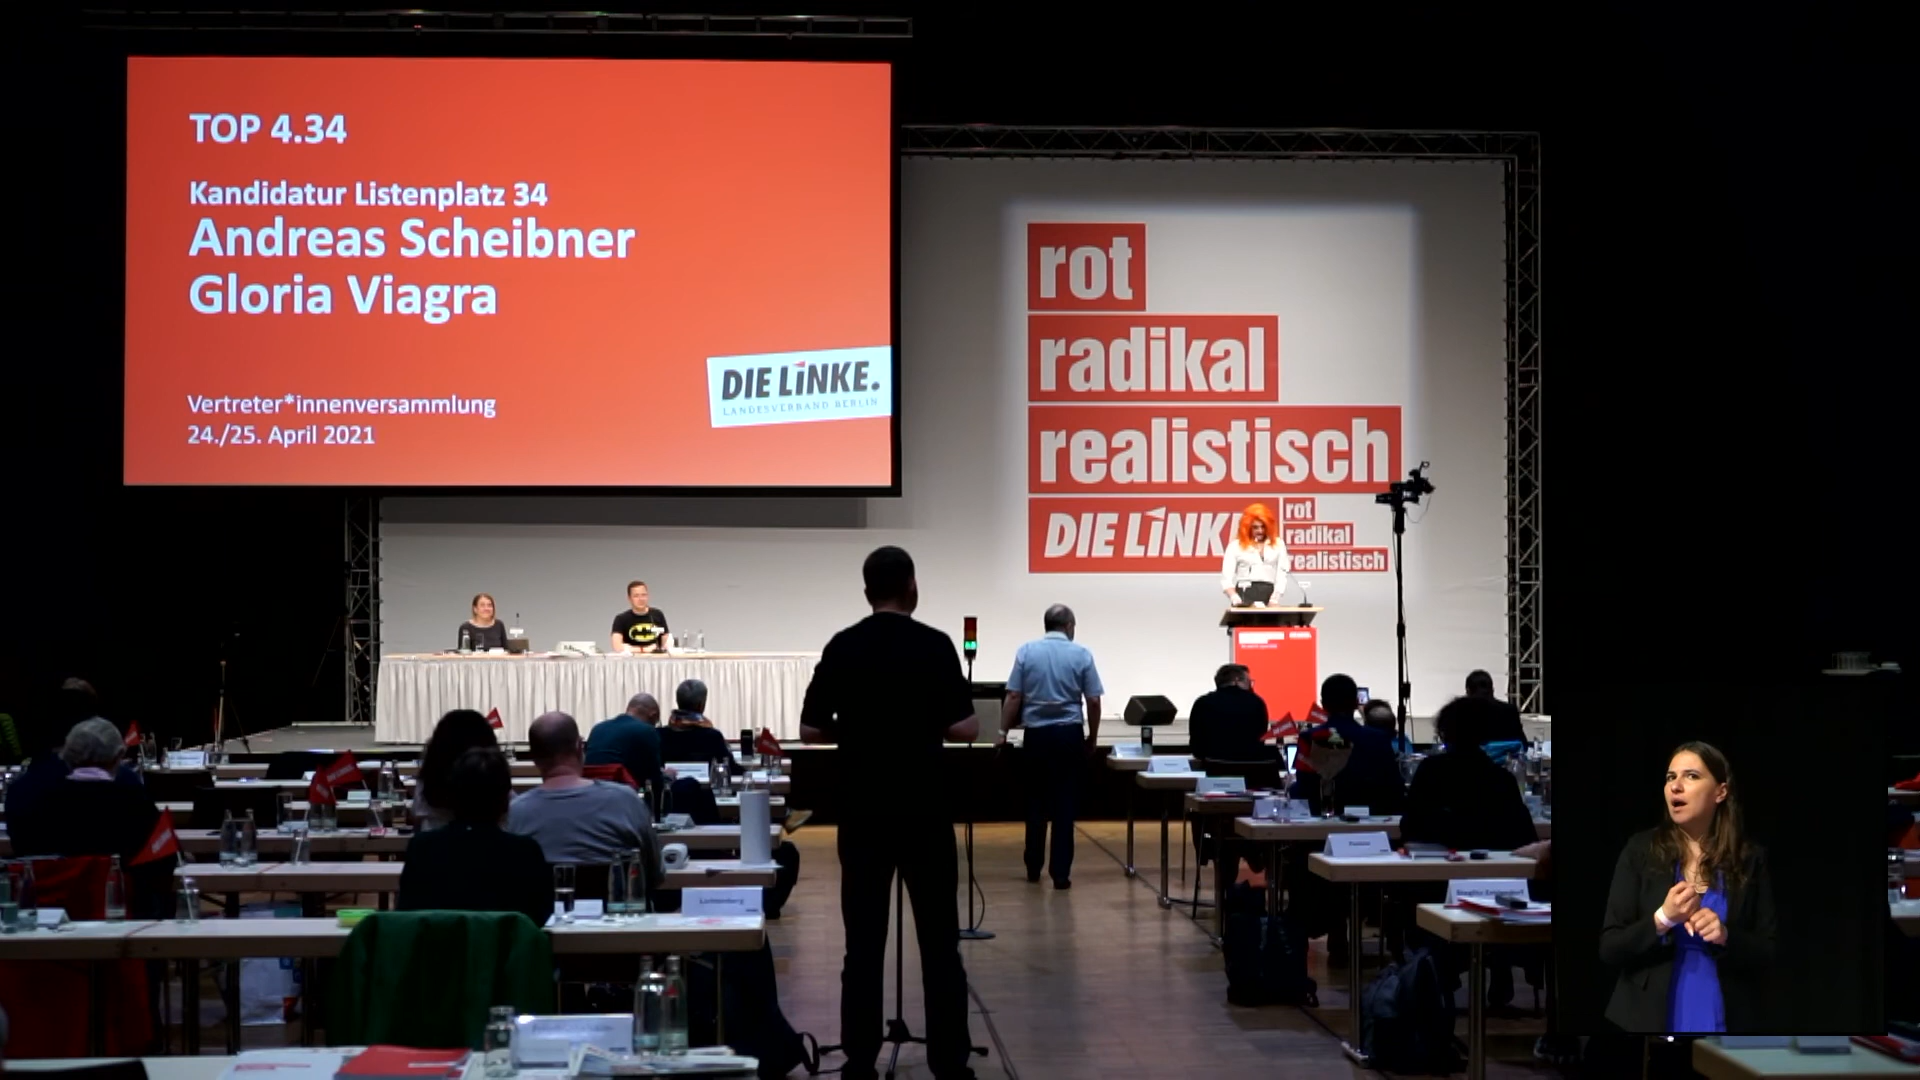 TOP 4.34
Kandidatur Listenplatz 34
Andreas Scheibner
Gloria Viagra
Vertreter*innenversammlung
24./25. April 2021
DIE LINKE.
LANDESVERBAND BERLIN
rot
radikal
realistisch
DIE LINK
rot
radikal
realistisch
Lichtenberg